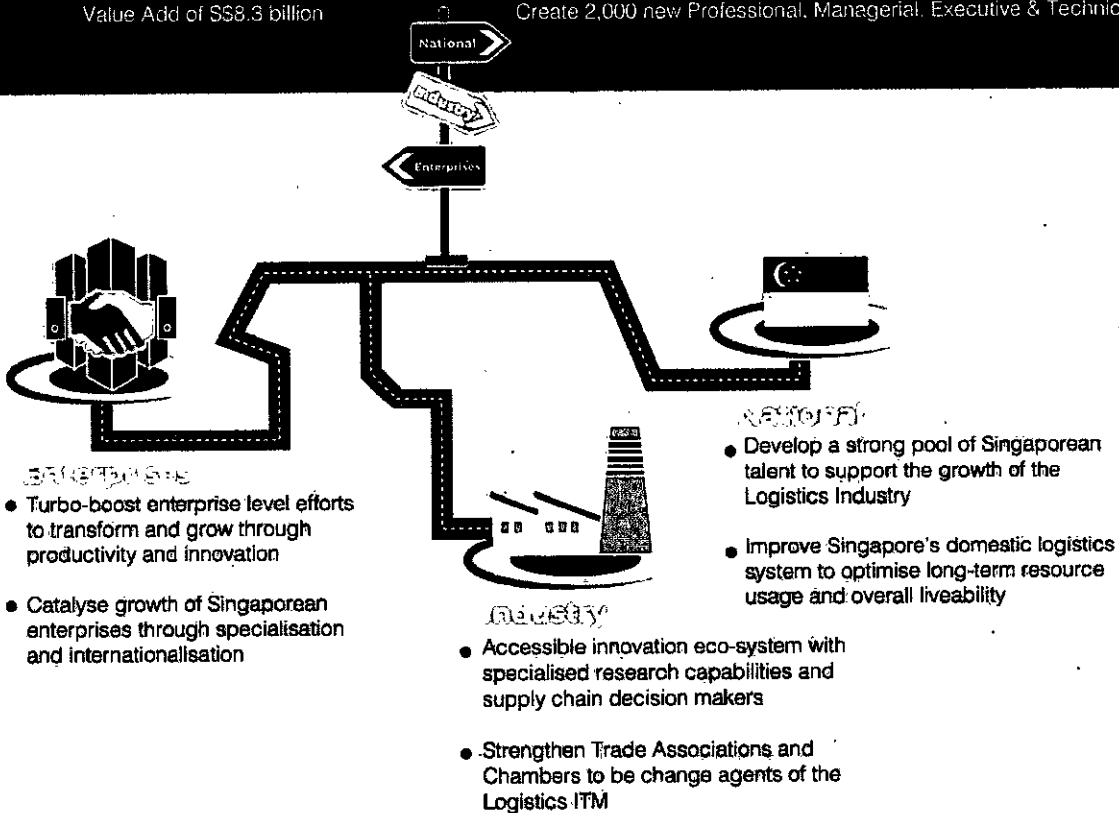 Value Add of S$8.3 billion
Create 2,000 new Professional, Managerial, Executive & Technic
National
Industry
Enterprises
Enterprises
Turbo-boost enterprise level efforts
to transform and grow through
productivity and innovation
Catalyse growth of Singaporean
enterprises through specialisation
and internationalisation
Industry
Accessible innovation eco-system with
specialised research capabilities and
supply chain decision makers
Strengthen Trade Associations and
Chambers to be change agents of the
Logistics ITM
National
Develop a strong pool of Singaporean
talent to support the growth of the
Logistics Industry
Improve Singapore's domestic logistics
system to optimise long-term resource
usage and overall liveability